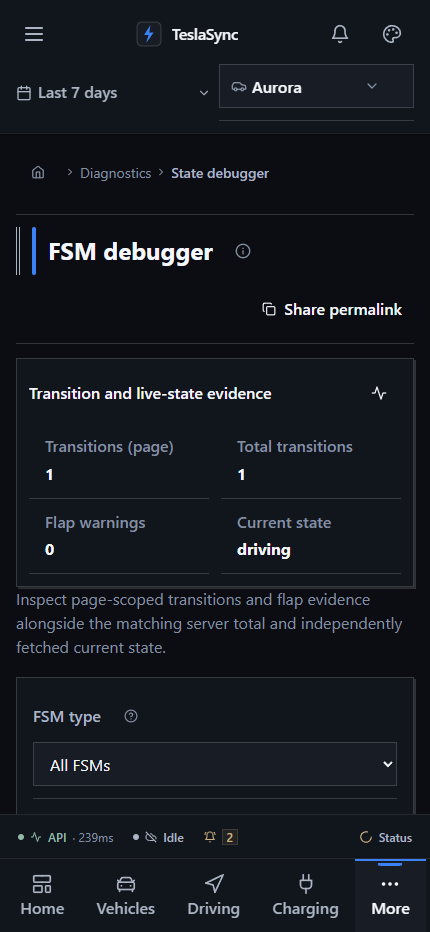 TeslaSync
Last 7 days
Aurora
Diagnostics
State debugger
FSM debugger
Share permalink
Transition and live-state evidence
Transitions (page)
1
Total transitions
1
Flap warnings
0
Current state
driving
Inspect page-scoped transitions and flap evidence
alongside the matching server total and independently
fetched current state.
FSM type
All FSMs
API · 239ms
Idle
2
Status
Home
Vehicles
Driving
Charging
More